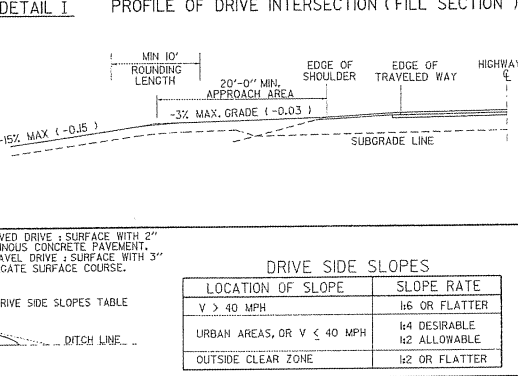 DETAIL I PROFILE OF DRIVE INTERSECTION (FILL SECTION)
MIN 10'
ROUNDING
LENGTH
20'-0" MIN.
APPROACH AREA
EDGE OF
SHOULDER
EDGE OF
TRAVELED WAY
HIGHWAY
℄
-3% MAX. GRADE (-0.03)
-15% MAX (-0.15)
SUBGRADE LINE
VED DRIVE : SURFACE WITH 2"
INOUS CONCRETE PAVEMENT.
AVEL DRIVE : SURFACE WITH 3"
GATE SURFACE COURSE.
RIVE SIDE SLOPES TABLE
DITCH LINE
DRIVE SIDE SLOPES
LOCATION OF SLOPE SLOPE RATE
V > 40 MPH 1:6 OR FLATTER
URBAN AREAS, OR V ≤ 40 MPH 1:4 DESIRABLE
1:2 ALLOWABLE
OUTSIDE CLEAR ZONE 1:2 OR FLATTER